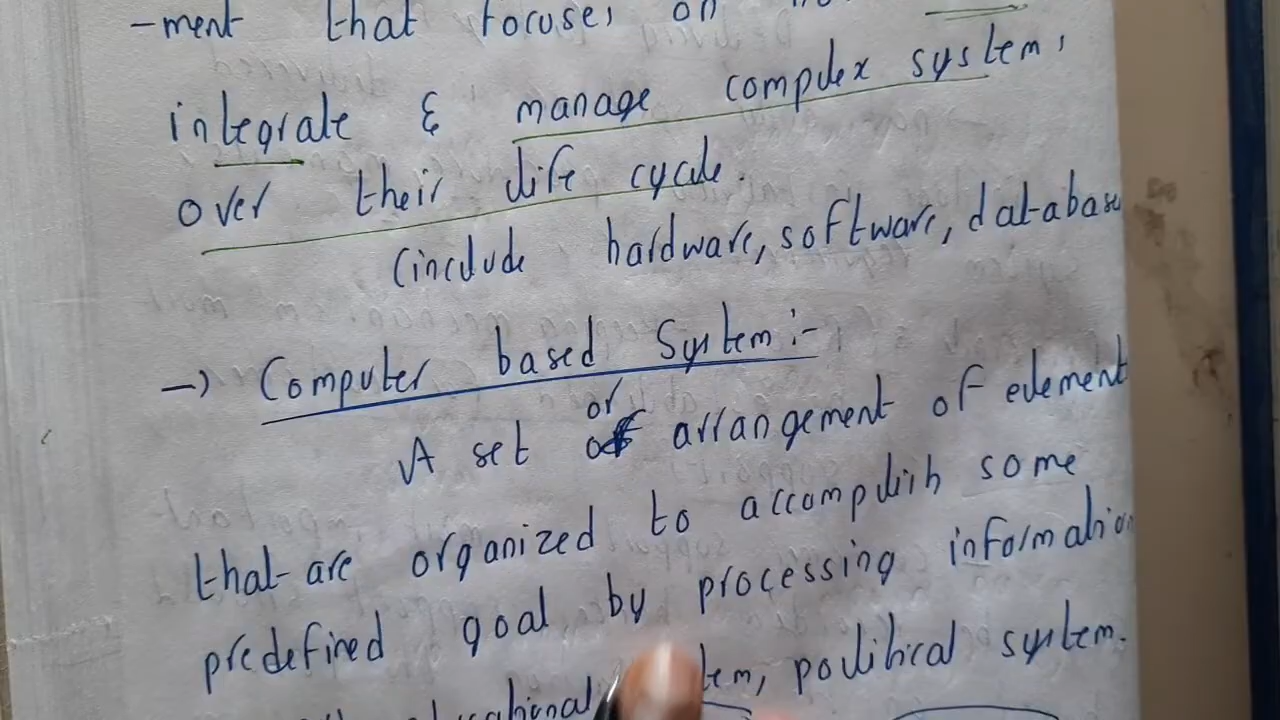 -ment that focuses on
integrate & manage complex system,
over their life cycle.
(include hardware, software, database
→ Computer based System :-
A set or arrangement of element
that are organized to accomplish some
predefined goal by processing information
political system.